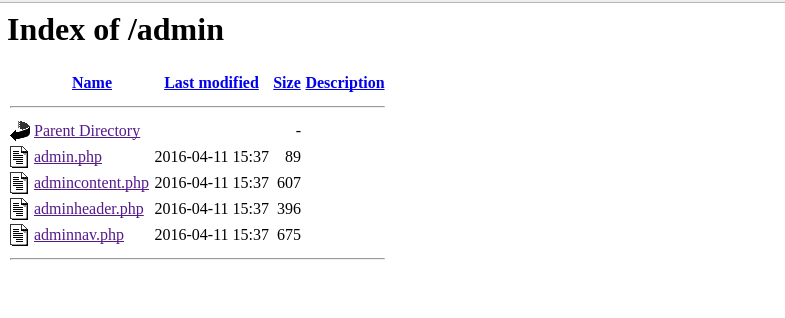 Index of /admin
Name Last modified Size Description
Parent Directory -
admin.php 2016-04-11 15:37 89
admincontent.php 2016-04-11 15:37 607
adminheader.php 2016-04-11 15:37 396
adminnav.php 2016-04-11 15:37 675